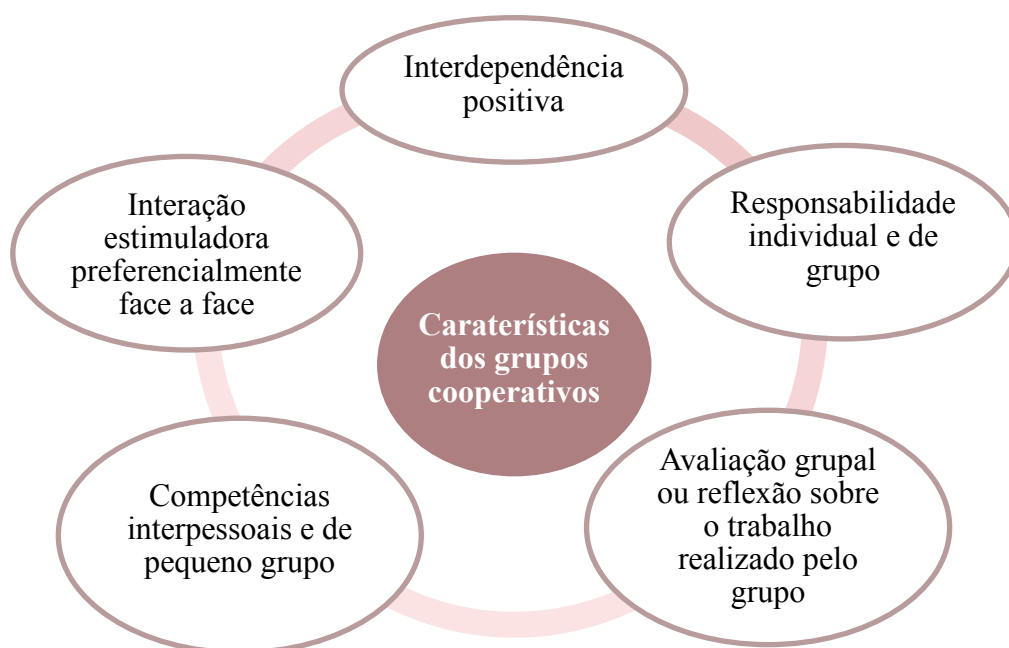 Interdependência
positiva
Responsabilidade
individual e de
grupo
Avaliação grupal
ou reflexão sobre
o trabalho
realizado pelo
grupo
Competências
interpessoais e de
pequeno grupo
Interação
estimuladora
preferencialmente
face a face
Caraterísticas
dos grupos
cooperativos